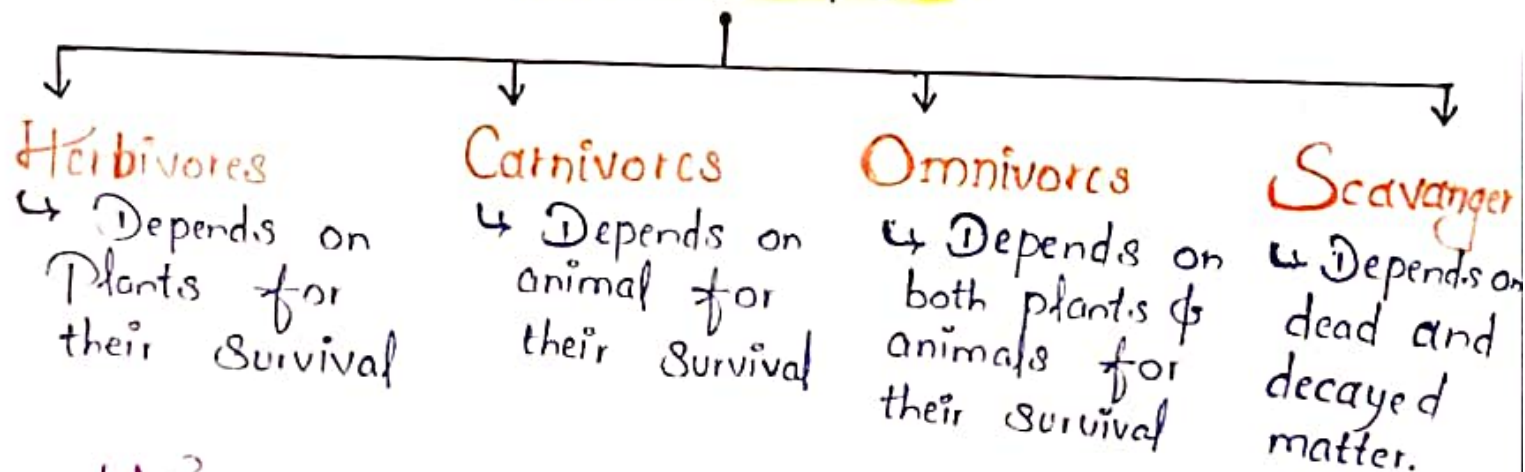 Herbivores
↳ Depends on
Plants for
their Survival
Carnivores
↳ Depends on
animal for
their Survival
Omnivores
↳ Depends on
both plants &
animals for
their survival
Scavanger
↳ Depends on
dead and
decayed
matter.